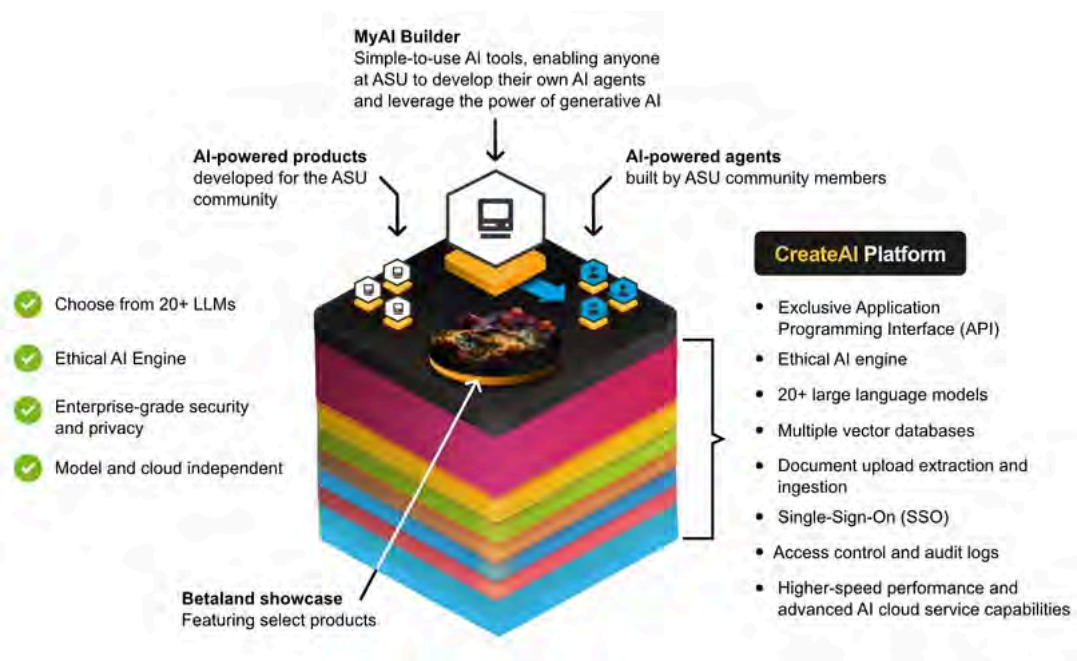 MyAI Builder
Simple-to-use AI tools, enabling anyone
at ASU to develop their own AI agents
and leverage the power of generative AI
AI-powered products
developed for the ASU
community
AI-powered agents
built by ASU community members
Choose from 20+ LLMs
Ethical AI Engine
Enterprise-grade security
and privacy
Model and cloud independent
CreateAI Platform
• Exclusive Application
Programming Interface (API)
• Ethical AI engine
• 20+ large language models
• Multiple vector databases
• Document upload extraction and
ingestion
• Single-Sign-On (SSO)
• Access control and audit logs
• Higher-speed performance and
advanced AI cloud service capabilities
Betaland showcase
Featuring select products